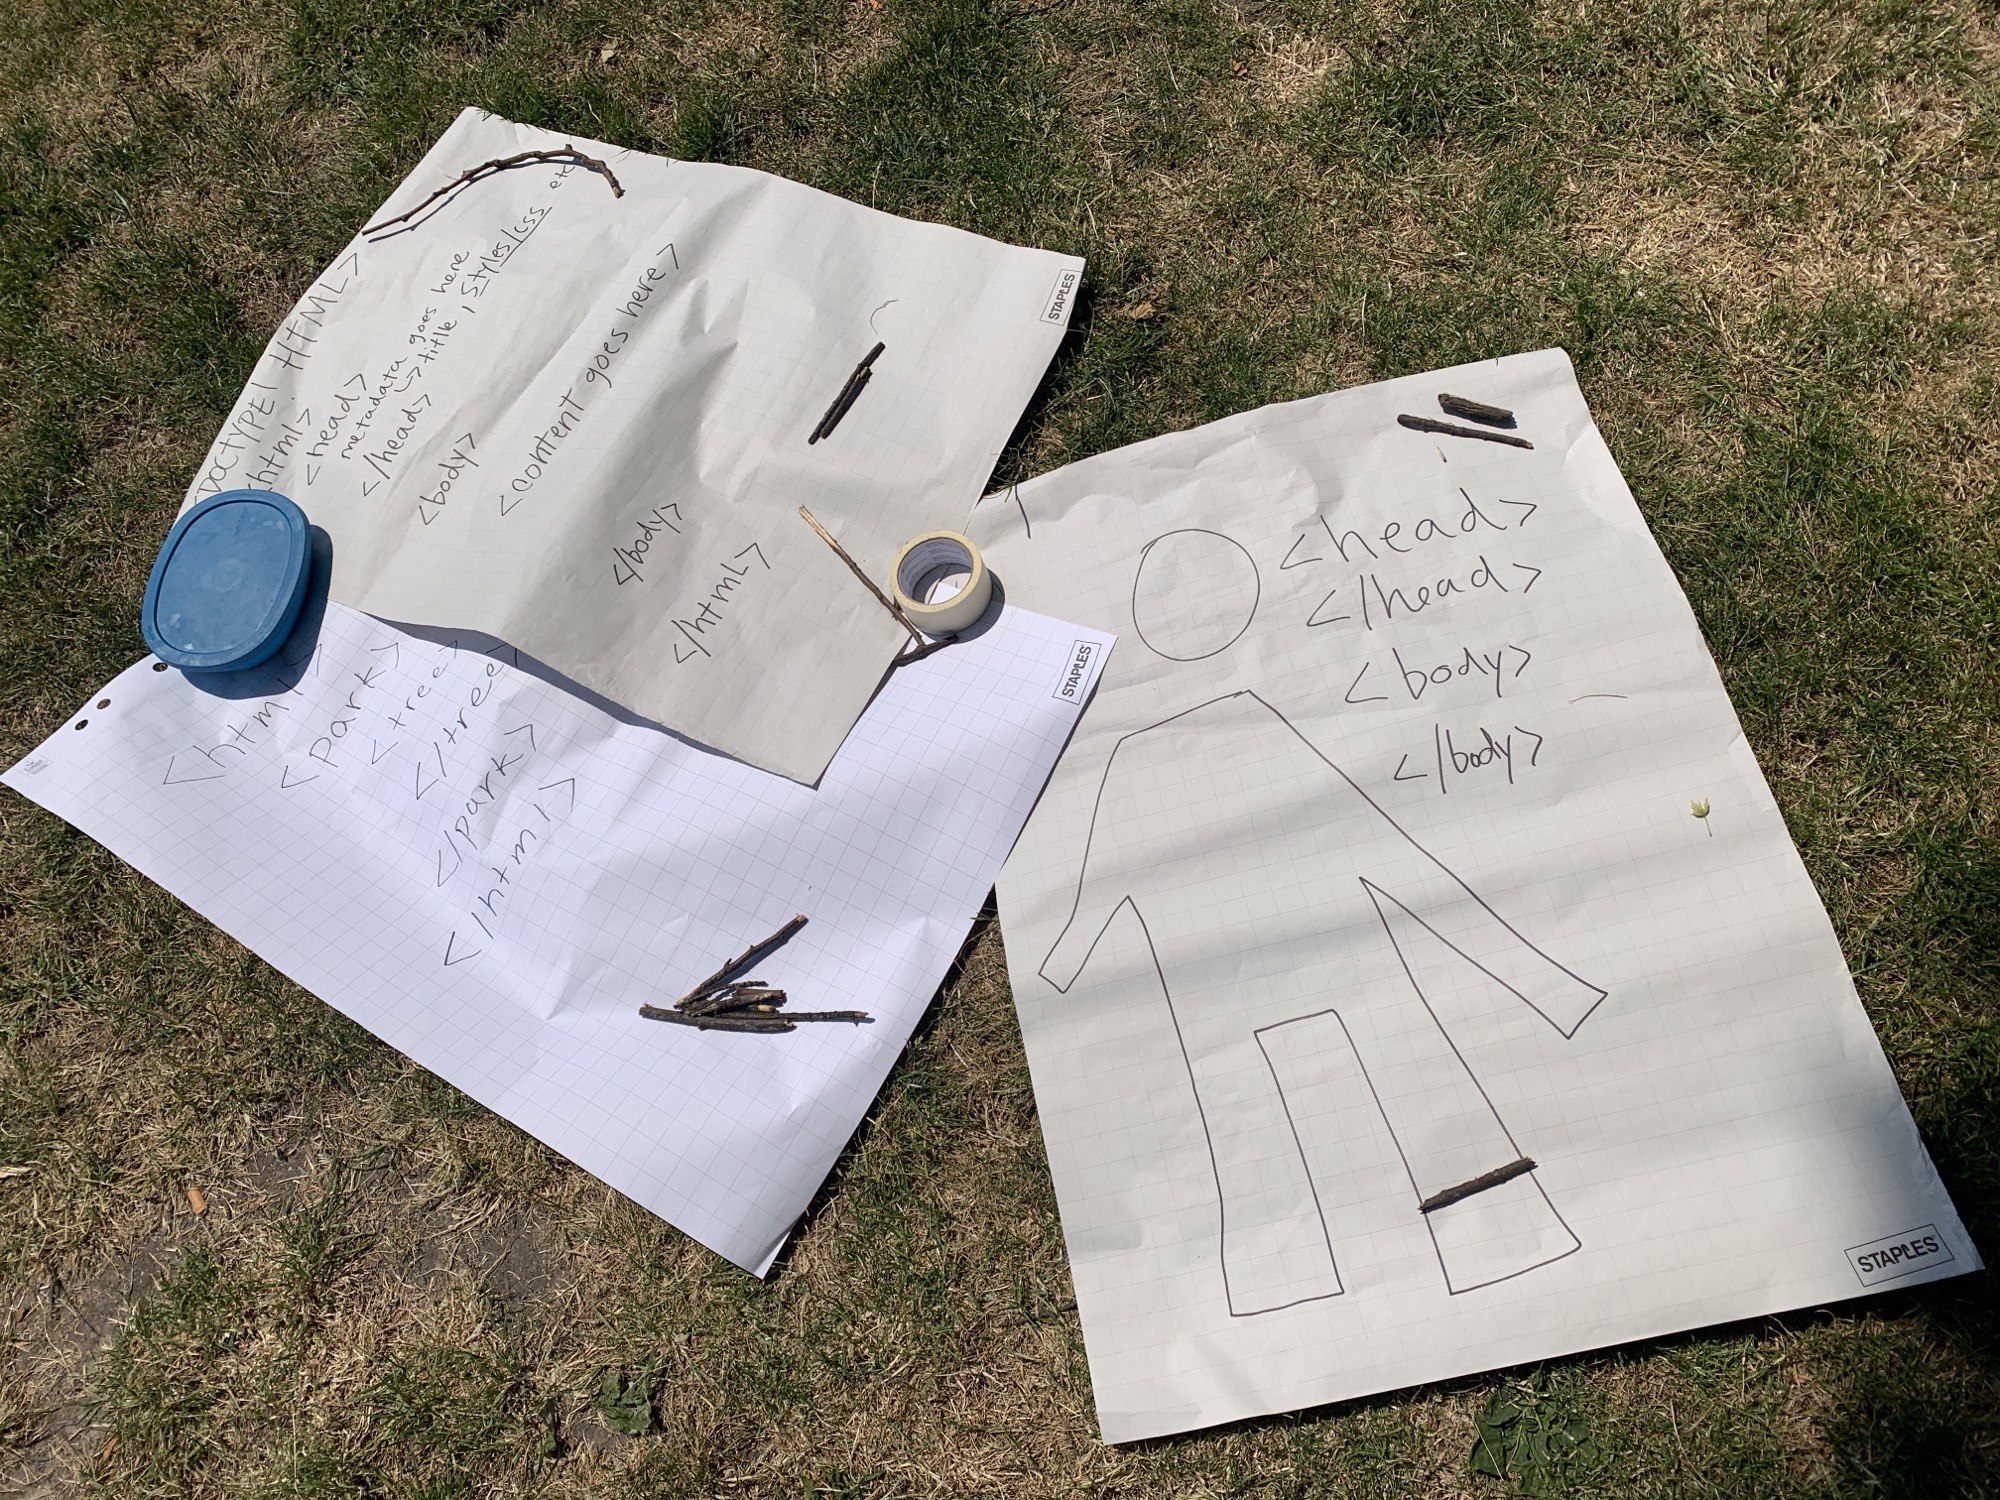 <DOCTYPE! HTML>
<html>
<head>
metadata goes here
↳title, styles/css etc
</head>
<body>
<content goes here>
</body>
</html>
STAPLES
<html>
<park>
<tree>
</tree>
</park>
</html>
STAPLES
<head>
</head>
<body>
</body>
STAPLES